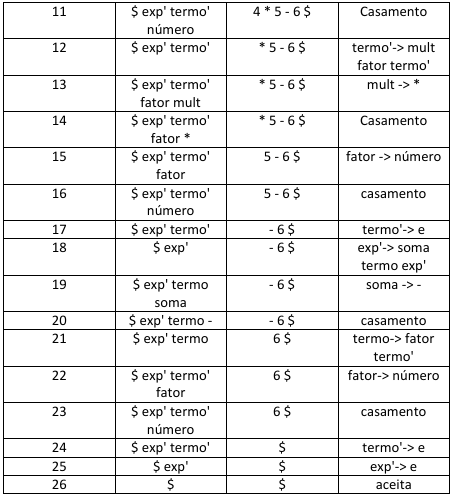 11 $ exp' termo' 4 * 5 - 6 $ Casamento
número
12 $ exp' termo' * 5 - 6 $ termo'-> mult
fator termo'
13 $ exp' termo' * 5 - 6 $ mult -> *
fator mult
14 $ exp' termo' * 5 - 6 $ Casamento
fator *
15 $ exp' termo' 5 - 6 $ fator -> número
fator
16 $ exp' termo' 5 - 6 $ casamento
número
17 $ exp' termo' - 6 $ termo'-> e
18 $ exp' - 6 $ exp'-> soma
termo exp'
19 $ exp' termo - 6 $ soma -> -
soma
20 $ exp' termo - - 6 $ casamento
21 $ exp' termo 6 $ termo-> fator
termo'
22 $ exp' termo' 6 $ fator-> número
fator
23 $ exp' termo' 6 $ casamento
número
24 $ exp' termo' $ termo'-> e
25 $ exp' $ exp'-> e
26 $ $ aceita